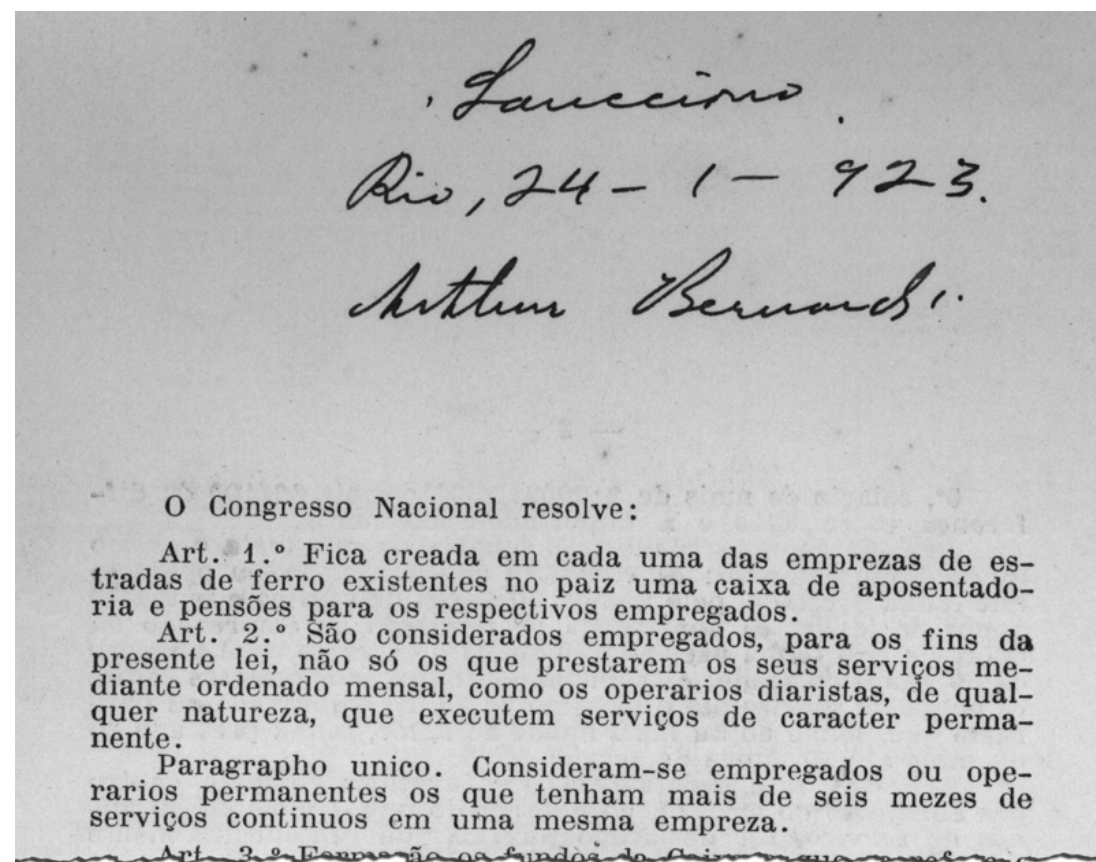 Sancciono.
Rio, 24 - 1 - 923.
Arthur Bernardes.
O Congresso Nacional resolve:
Art. 1.º Fica creada em cada uma das emprezas de es-
tradas de ferro existentes no paiz uma caixa de aposentado-
ria e pensões para os respectivos empregados.
Art. 2.º São considerados empregados, para os fins da
presente lei, não só os que prestarem os seus serviços me-
diante ordenado mensal, como os operarios diaristas, de qual-
quer natureza, que executem serviços de caracter perma-
nente.
Paragrapho unico. Consideram-se empregados ou ope-
rarios permanentes os que tenham mais de seis mezes de
serviços continuos em uma mesma empreza.
Art. 3.º os fundos